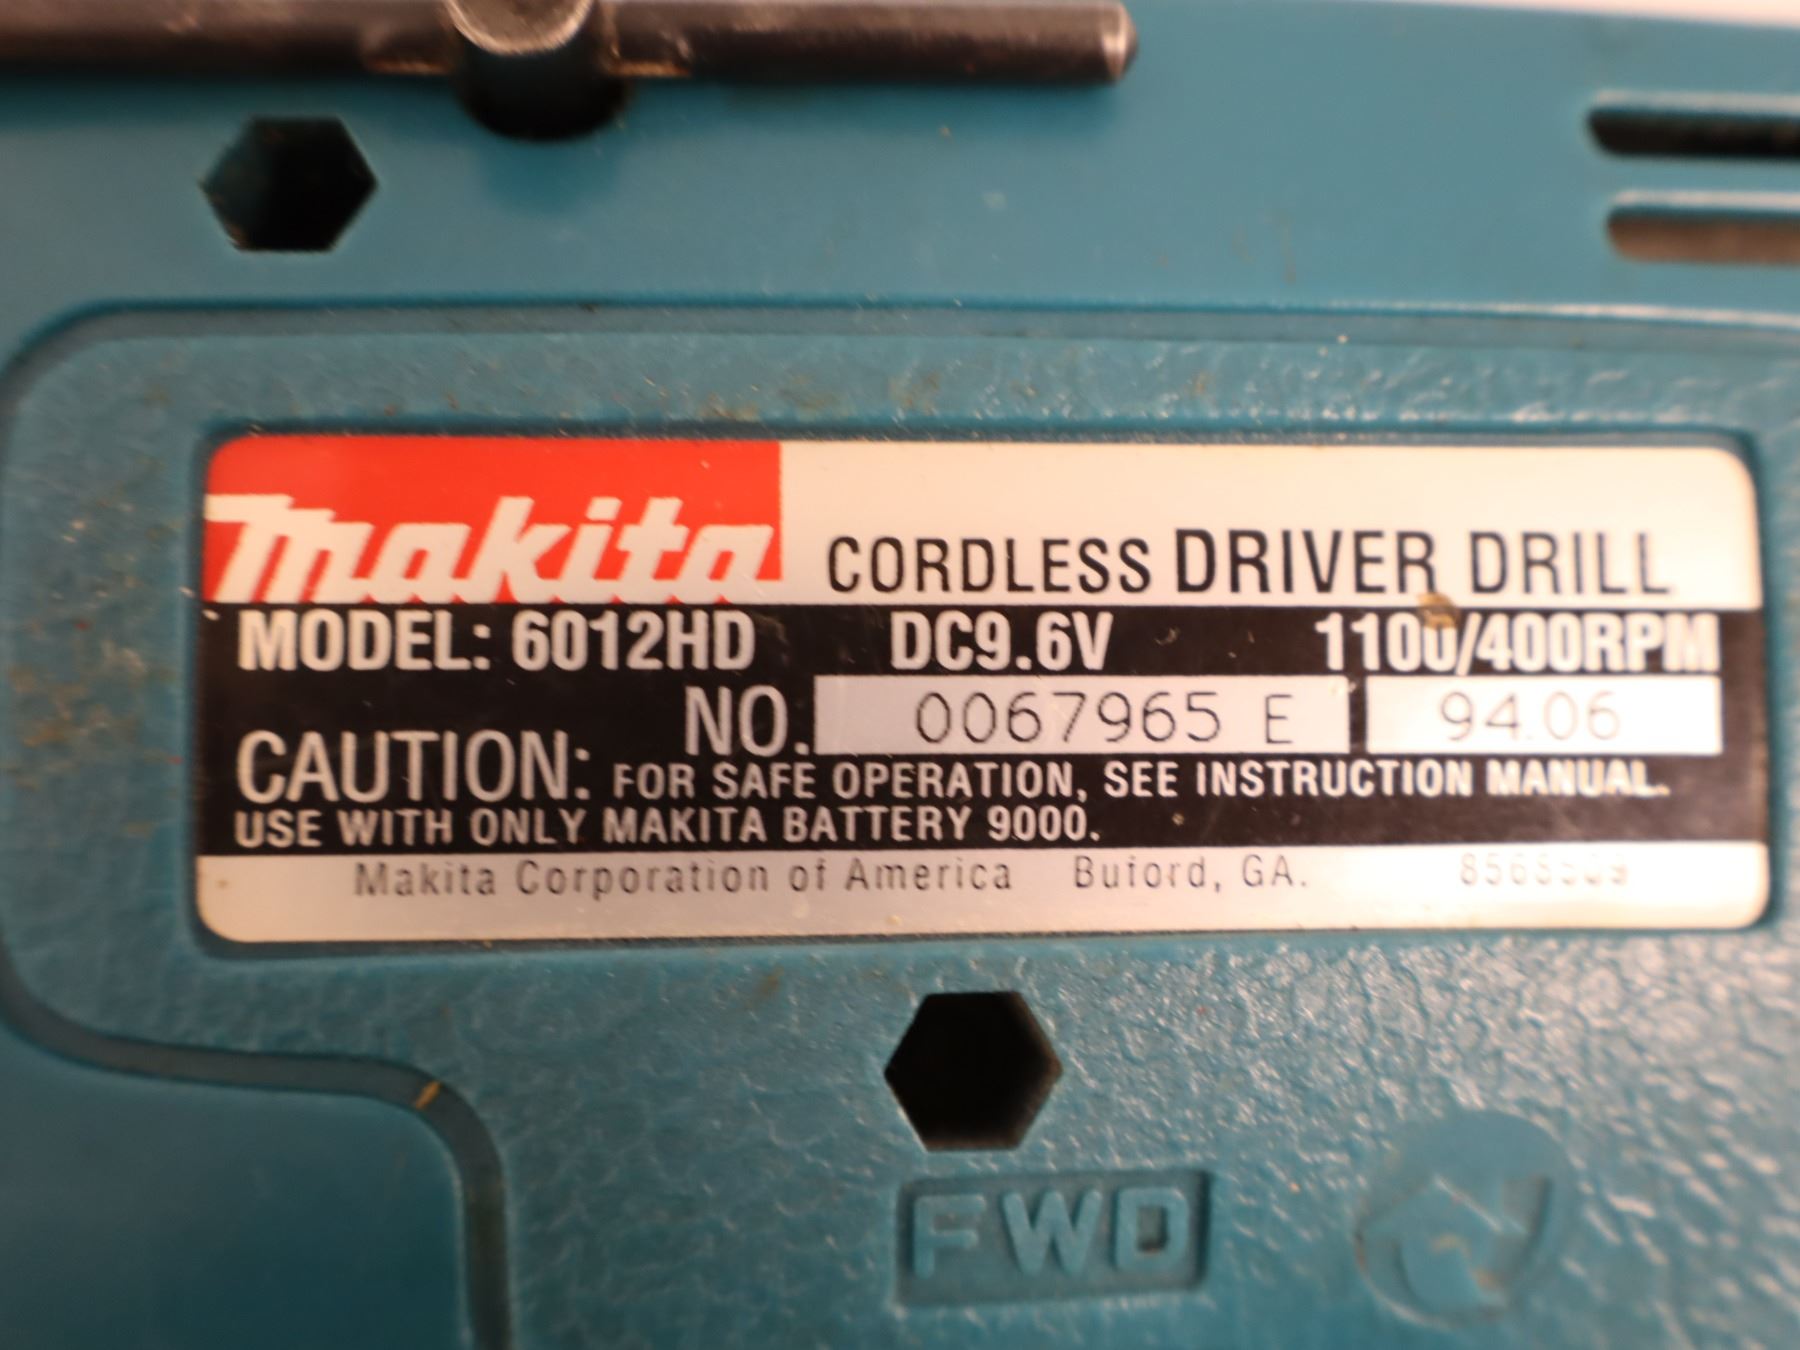 makita CORDLESS DRIVER DRILL
MODEL: 6012HD DC9.6V 1100/400RPM
NO. 0067965 E 94.06
CAUTION: FOR SAFE OPERATION, SEE INSTRUCTION MANUAL.
USE WITH ONLY MAKITA BATTERY 9000.
Makita Corporation of America Buford, GA.
FWD